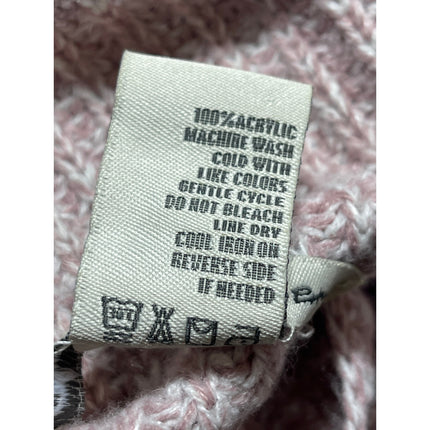 100%ACRYLIC
MACHINE WASH
COLD WITH
LIKE COLORS
GENTLE CYCLE
DO NOT BLEACH
LINE DRY
COOL IRON ON
REVERSE SIDE
IF NEEDED